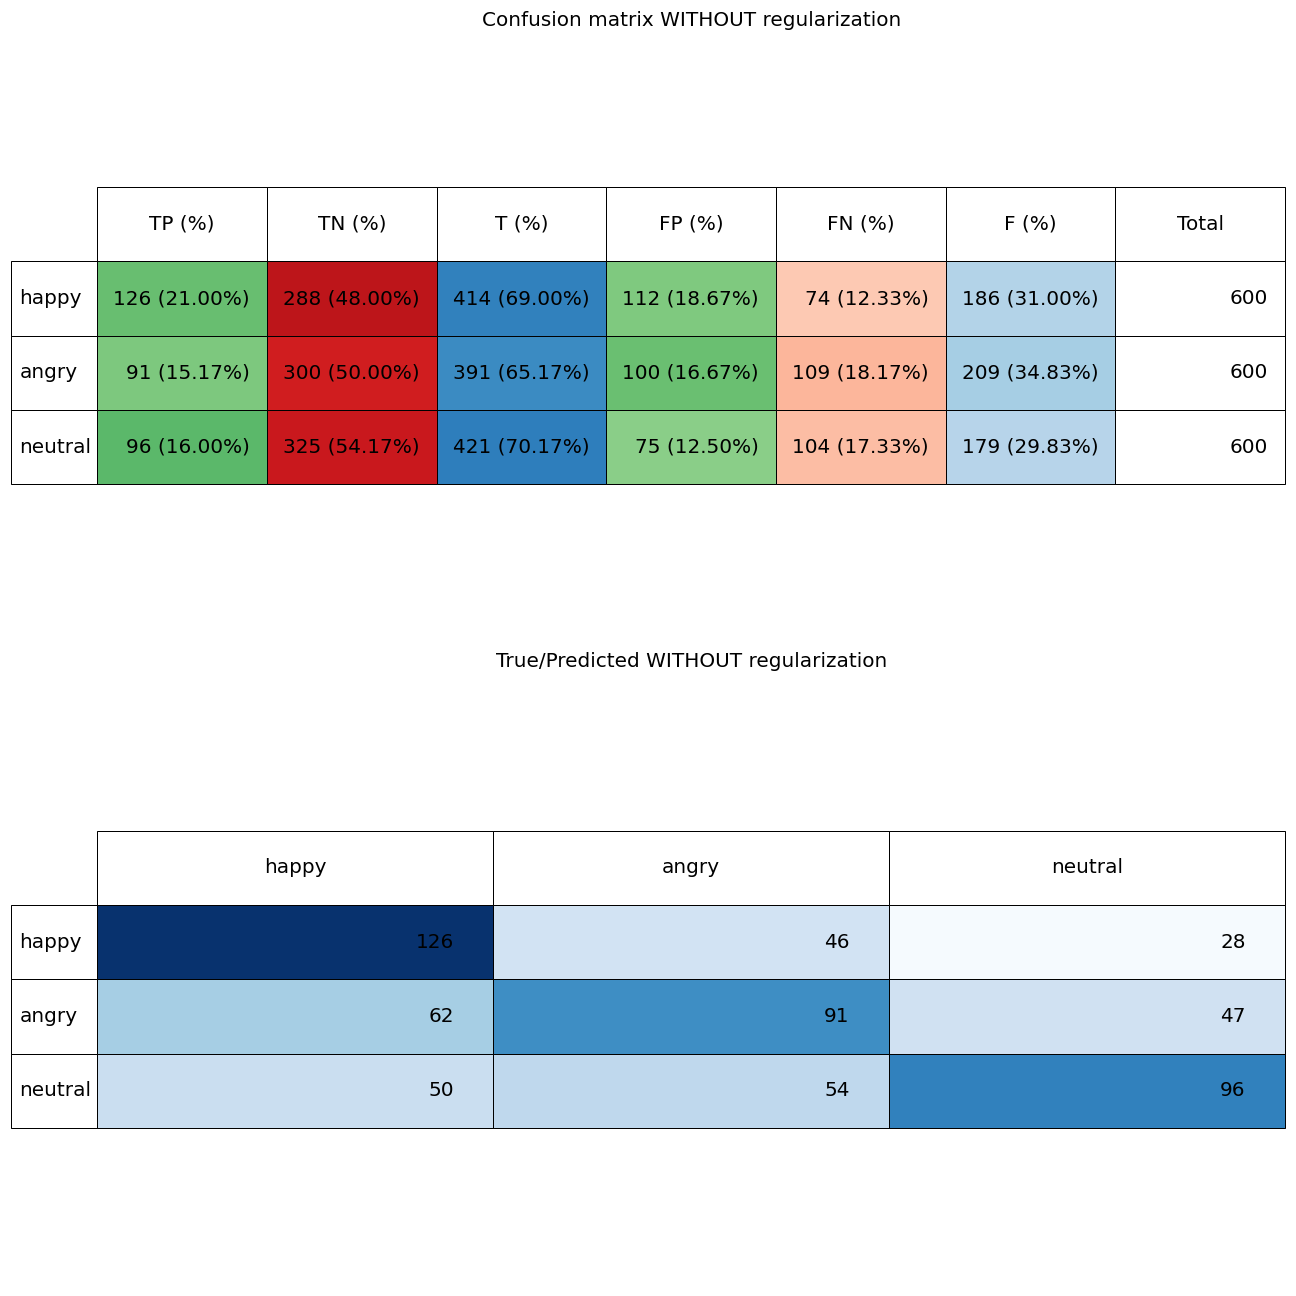 Confusion matrix WITHOUT regularization
TP (%) TN (%) T (%) FP (%) FN (%) F (%) Total
happy 126 (21.00%) 288 (48.00%) 414 (69.00%) 112 (18.67%) 74 (12.33%) 186 (31.00%) 600
angry 91 (15.17%) 300 (50.00%) 391 (65.17%) 100 (16.67%) 109 (18.17%) 209 (34.83%) 600
neutral 96 (16.00%) 325 (54.17%) 421 (70.17%) 75 (12.50%) 104 (17.33%) 179 (29.83%) 600
True/Predicted WITHOUT regularization
happy angry neutral
happy 126 46 28
angry 62 91 47
neutral 50 54 96